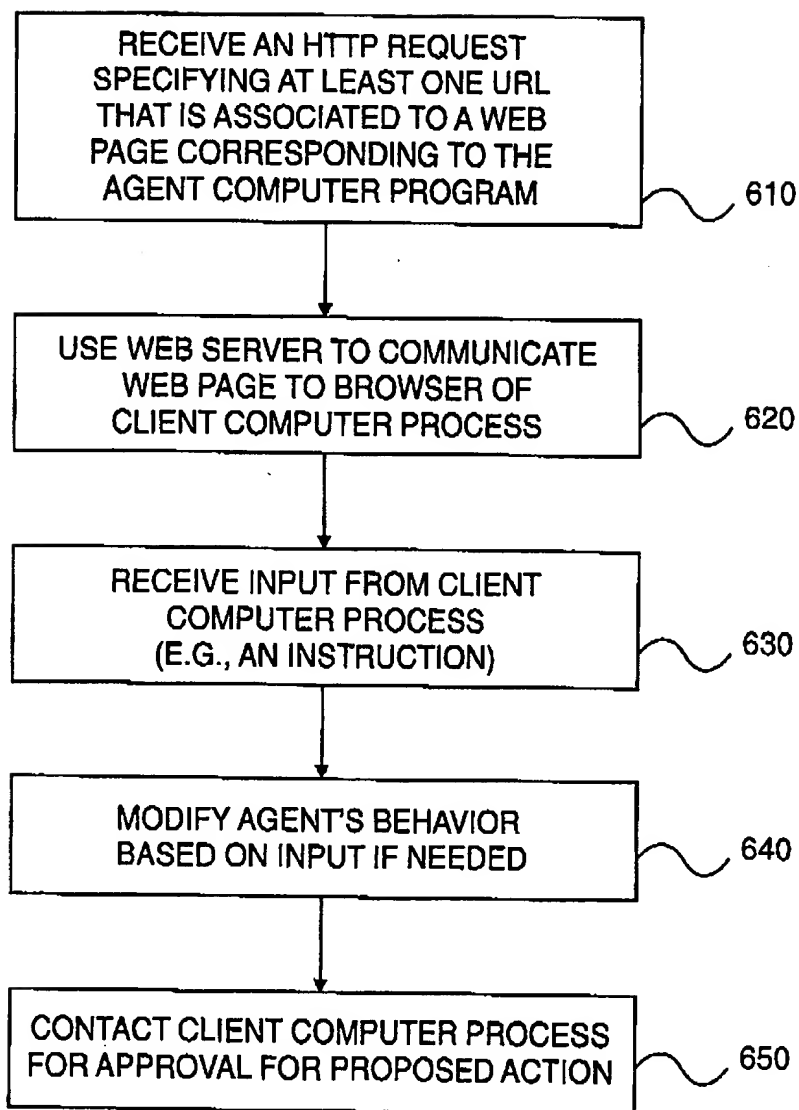 RECEIVE AN HTTP REQUEST
SPECIFYING AT LEAST ONE URL
THAT IS ASSOCIATED TO A WEB
PAGE CORRESPONDING TO THE
AGENT COMPUTER PROGRAM
610
USE WEB SERVER TO COMMUNICATE
WEB PAGE TO BROWSER OF
CLIENT COMPUTER PROCESS
620
RECEIVE INPUT FROM CLIENT
COMPUTER PROCESS
(E.G., AN INSTRUCTION)
630
MODIFY AGENT'S BEHAVIOR
BASED ON INPUT IF NEEDED
640
CONTACT CLIENT COMPUTER PROCESS
FOR APPROVAL FOR PROPOSED ACTION
650